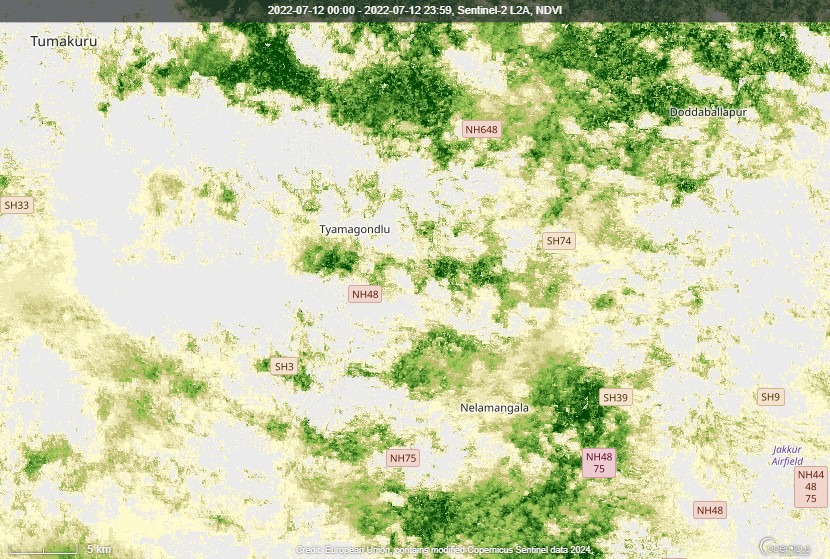 2022-07-12 00:00 - 2022-07-12 23:59, Sentinel-2 L2A, NDVI
Tumakuru
Doddaballapur
NH648
SH33
Tyamagondlu
SH74
NH48
SH3
SH39
SH9
Nelamangala
Jakkur
Airfield
NH75
NH48
75
NH44
48
75
NH48
5 km
Credit: European Union, contains modified Copernicus Sentinel data 2024,